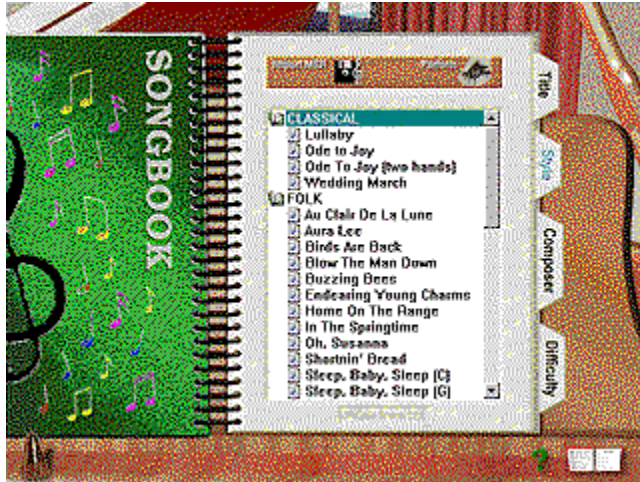 SONGBOOK
CLASSICAL
Lullaby
Ode to Joy
Ode To Joy (two hands)
Wedding March
FOLK
Au Clair De La Lune
Aura Lee
Birds Are Back
Blow The Man Down
Buzzing Bees
Endearing Young Charms
Home On The Range
In The Springtime
Oh, Susanna
Shortnin' Bread
Sleep, Baby, Sleep (C)
Sleep, Baby, Sleep (G)
Title
Style
Composer
Difficulty
?